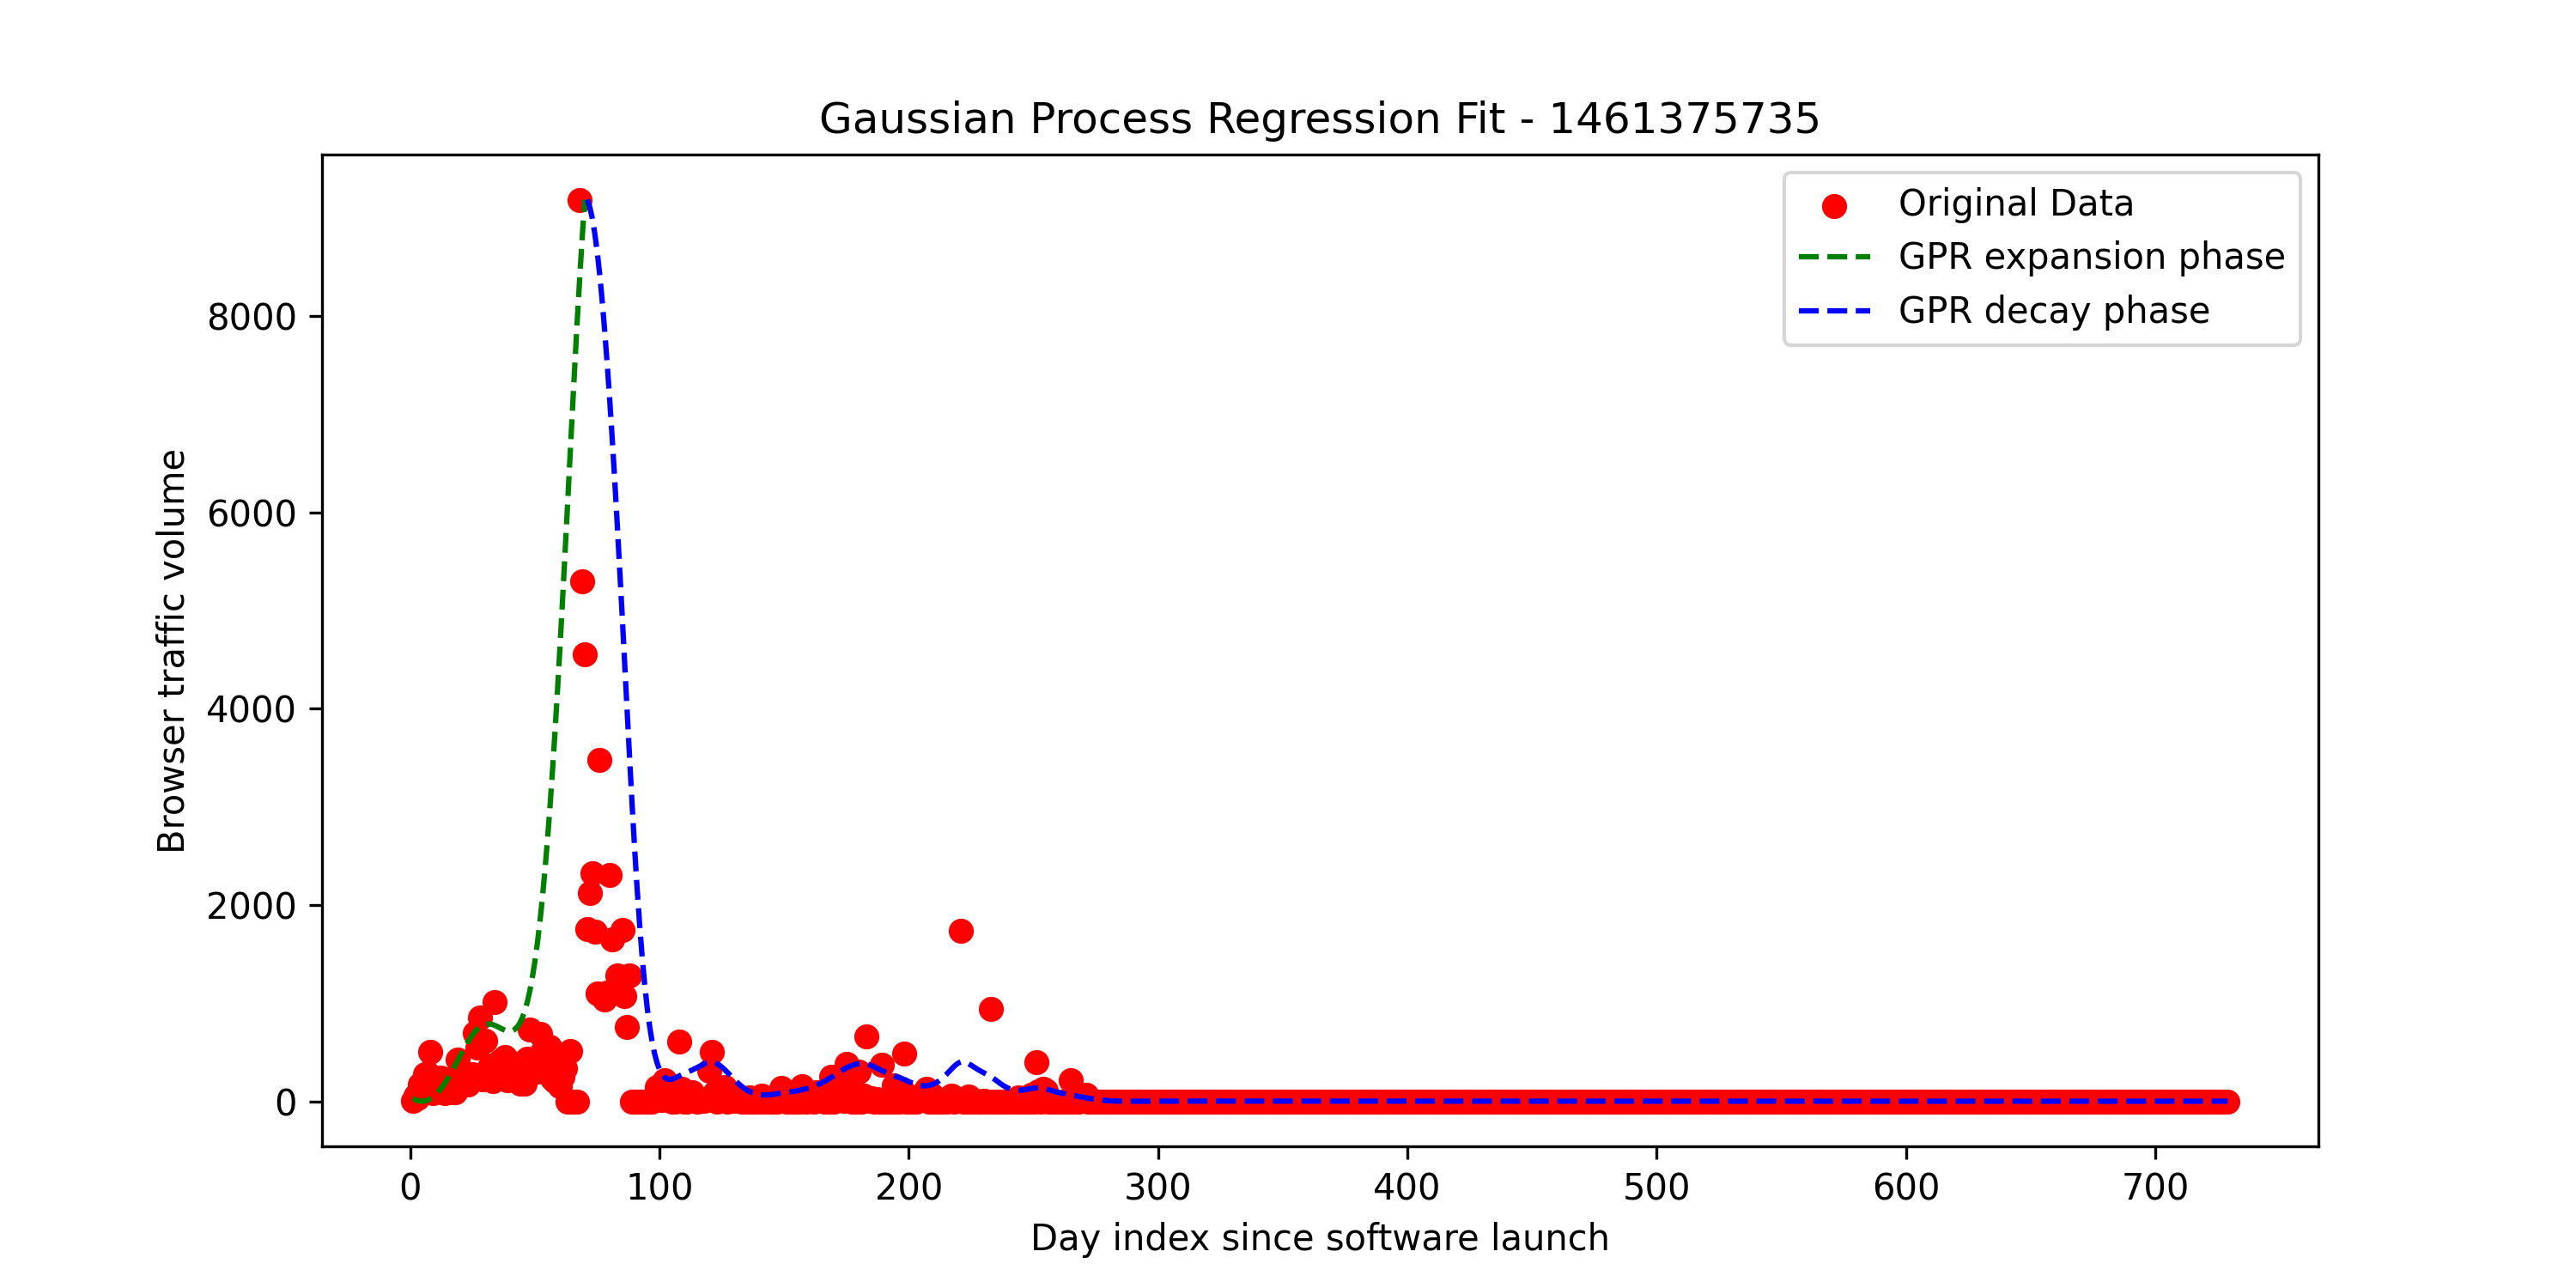 Gaussian Process Regression Fit - 1461375735
Original Data
GPR expansion phase
GPR decay phase
Browser traffic volume
8000
6000
4000
2000
0
0 100 200 300 400 500 600 700
Day index since software launch